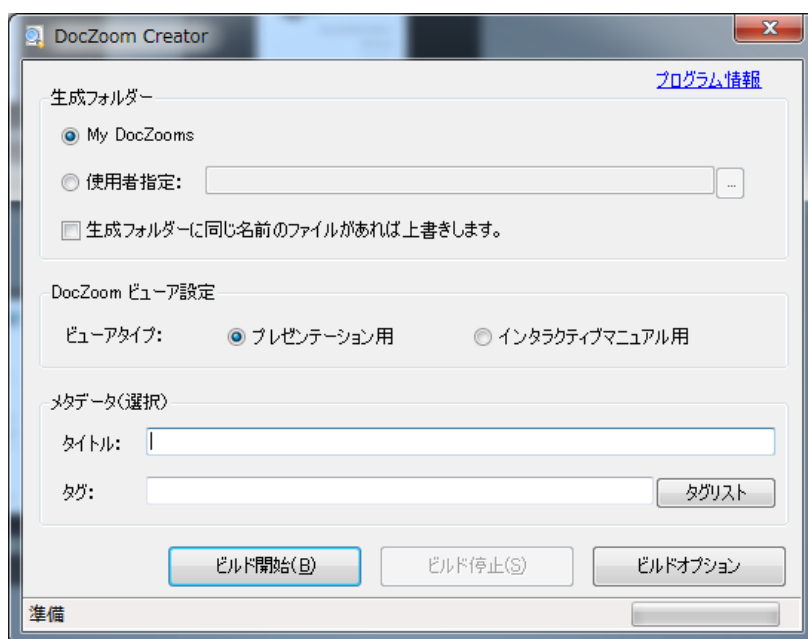 DocZoom Creator
プログラム情報
生成フォルダー
My DocZooms
使用者指定:
...
生成フォルダーに同じ名前のファイルがあれば上書きします。
DocZoom ビューア設定
ビューアタイプ: プレゼンテーション用 インタラクティブマニュアル用
メタデータ(選択)
タイトル:
タグ: タグリスト
ビルド開始(B) ビルド停止(S) ビルドオプション
準備